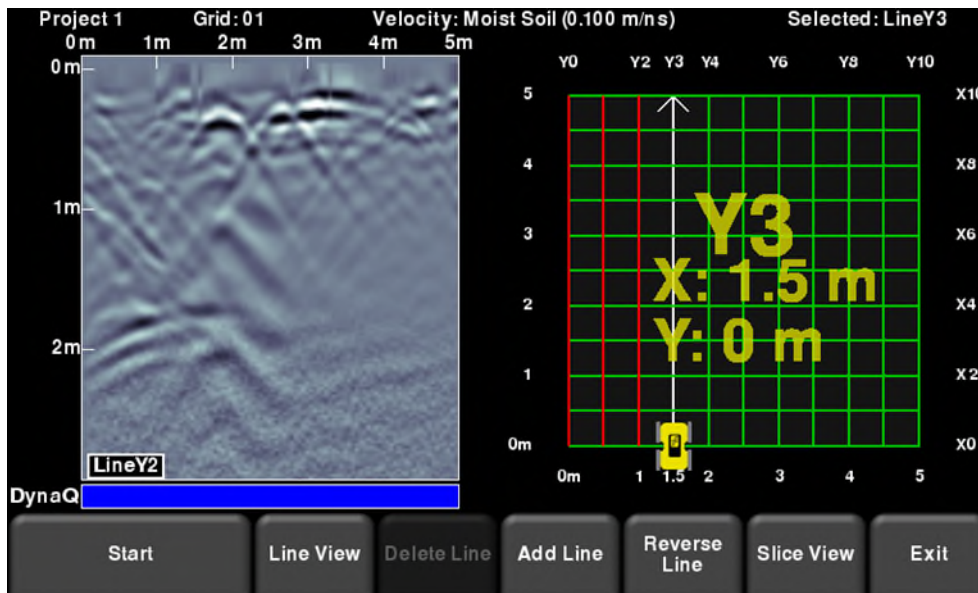 Project 1 Grid: 01 Velocity: Moist Soil (0.100 m/ns) Selected: LineY3
0m 1m 2m 3m 4m 5m
0m
1m
2m
LineY2
DynaQ
Y0 Y2 Y3 Y4 Y6 Y8 Y10
5 X10
4 X8
3 X6
2 X4
1 X2
0m X0
0m 1 1.5 2 3 4 5
Y3
X: 1.5 m
Y: 0 m
Start Line View Delete Line Add Line Reverse Line Slice View Exit